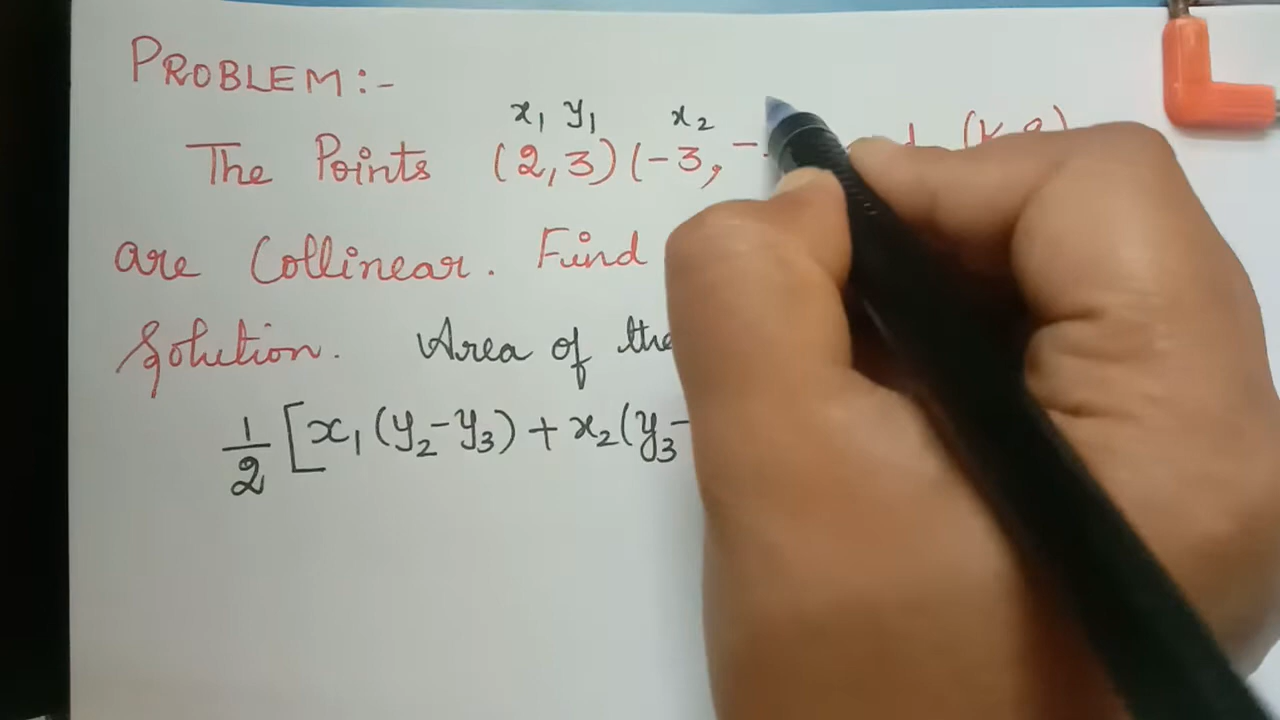 PROBLEM:-
x₁ y₁ x₂
The Points (2,3)(-3,-
are Collinear. Find
Solution. Area of the
1/2 [x₁(y₂-y₃)+x₂(y₃-